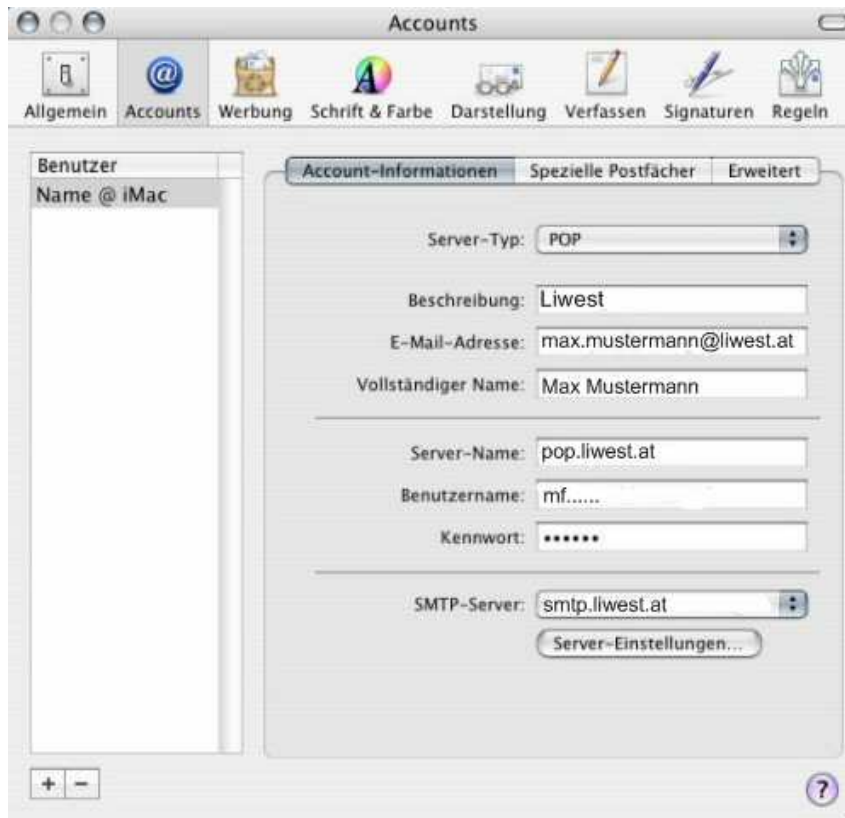 Accounts
Allgemein Accounts Werbung Schrift & Farbe Darstellung Verfassen Signaturen Regeln
Benutzer
Name @ iMac
Account-Informationen Spezielle Postfächer Erweitert
Server-Typ: POP
Beschreibung: Liwest
E-Mail-Adresse: max.mustermann@liwest.at
Vollständiger Name: Max Mustermann
Server-Name: pop.liwest.at
Benutzername: mf......
Kennwort: ••••••
SMTP-Server: smtp.liwest.at
Server-Einstellungen...
+ −
?